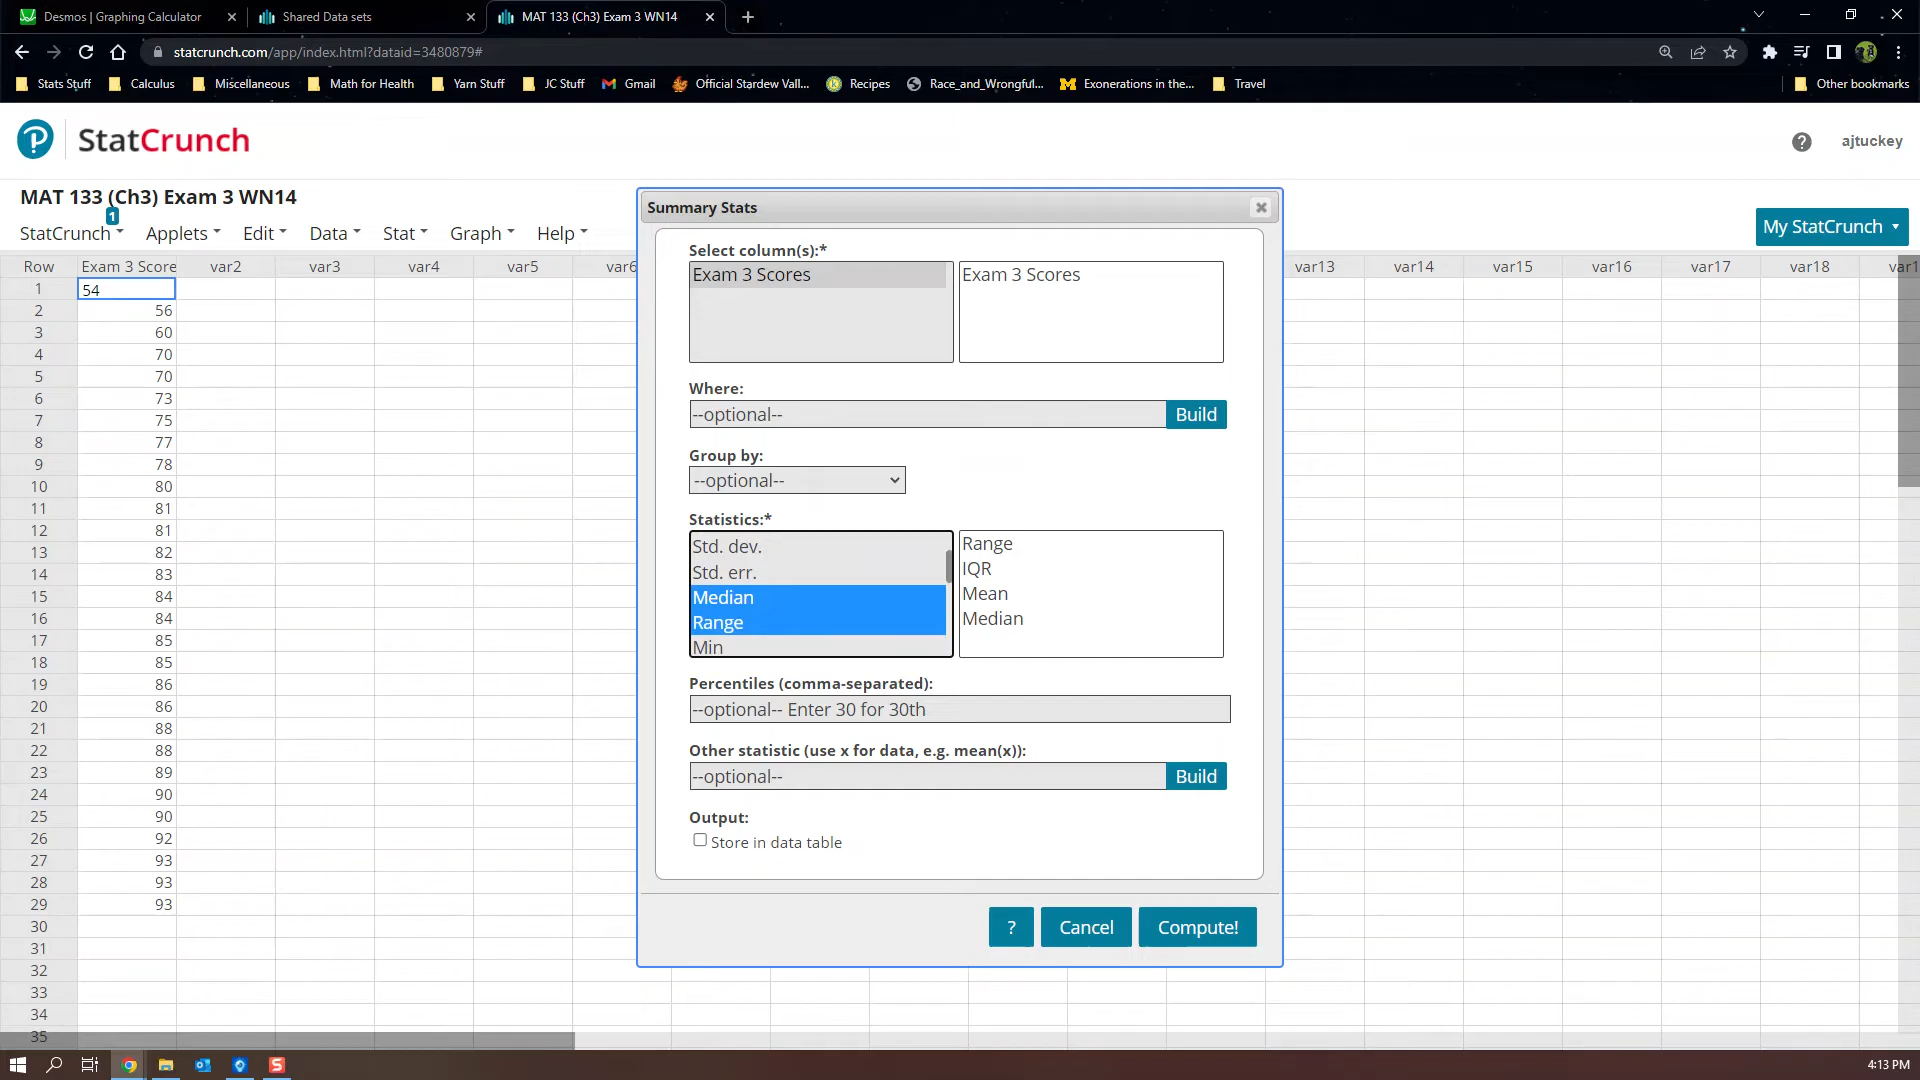 Desmos | Graphing Calculator
Shared Data sets
MAT 133 (Ch3) Exam 3 WN14
statcrunch.com/app/index.html?dataid=3480879#
Stats Stuff Calculus Miscellaneous Math for Health Yarn Stuff JC Stuff Gmail Official Stardew Vall... Recipes Race_and_Wrongful... Exonerations in the... Travel Other bookmarks
P StatCrunch
? ajtuckey
MAT 133 (Ch3) Exam 3 WN14
1
StatCrunch Applets Edit Data Stat Graph Help
My StatCrunch
Row Exam 3 Score var2 var3 var4 var5 var6 var13 var14 var15 var16 var17 var18 var1
1 54
2 56
3 60
4 70
5 70
6 73
7 75
8 77
9 78
10 80
11 81
12 81
13 82
14 83
15 84
16 84
17 85
18 85
19 86
20 86
21 88
22 88
23 89
24 90
25 90
26 92
27 93
28 93
29 93
30
31
32
33
34
35
Summary Stats
Select column(s):*
Exam 3 Scores Exam 3 Scores
Where:
--optional-- Build
Group by:
--optional--
Statistics:*
Std. dev.
Std. err.
Median
Range
Min
Range
IQR
Mean
Median
Percentiles (comma-separated):
--optional-- Enter 30 for 30th
Other statistic (use x for data, e.g. mean(x)):
--optional-- Build
Output:
Store in data table
? Cancel Compute!
S
4:13 PM